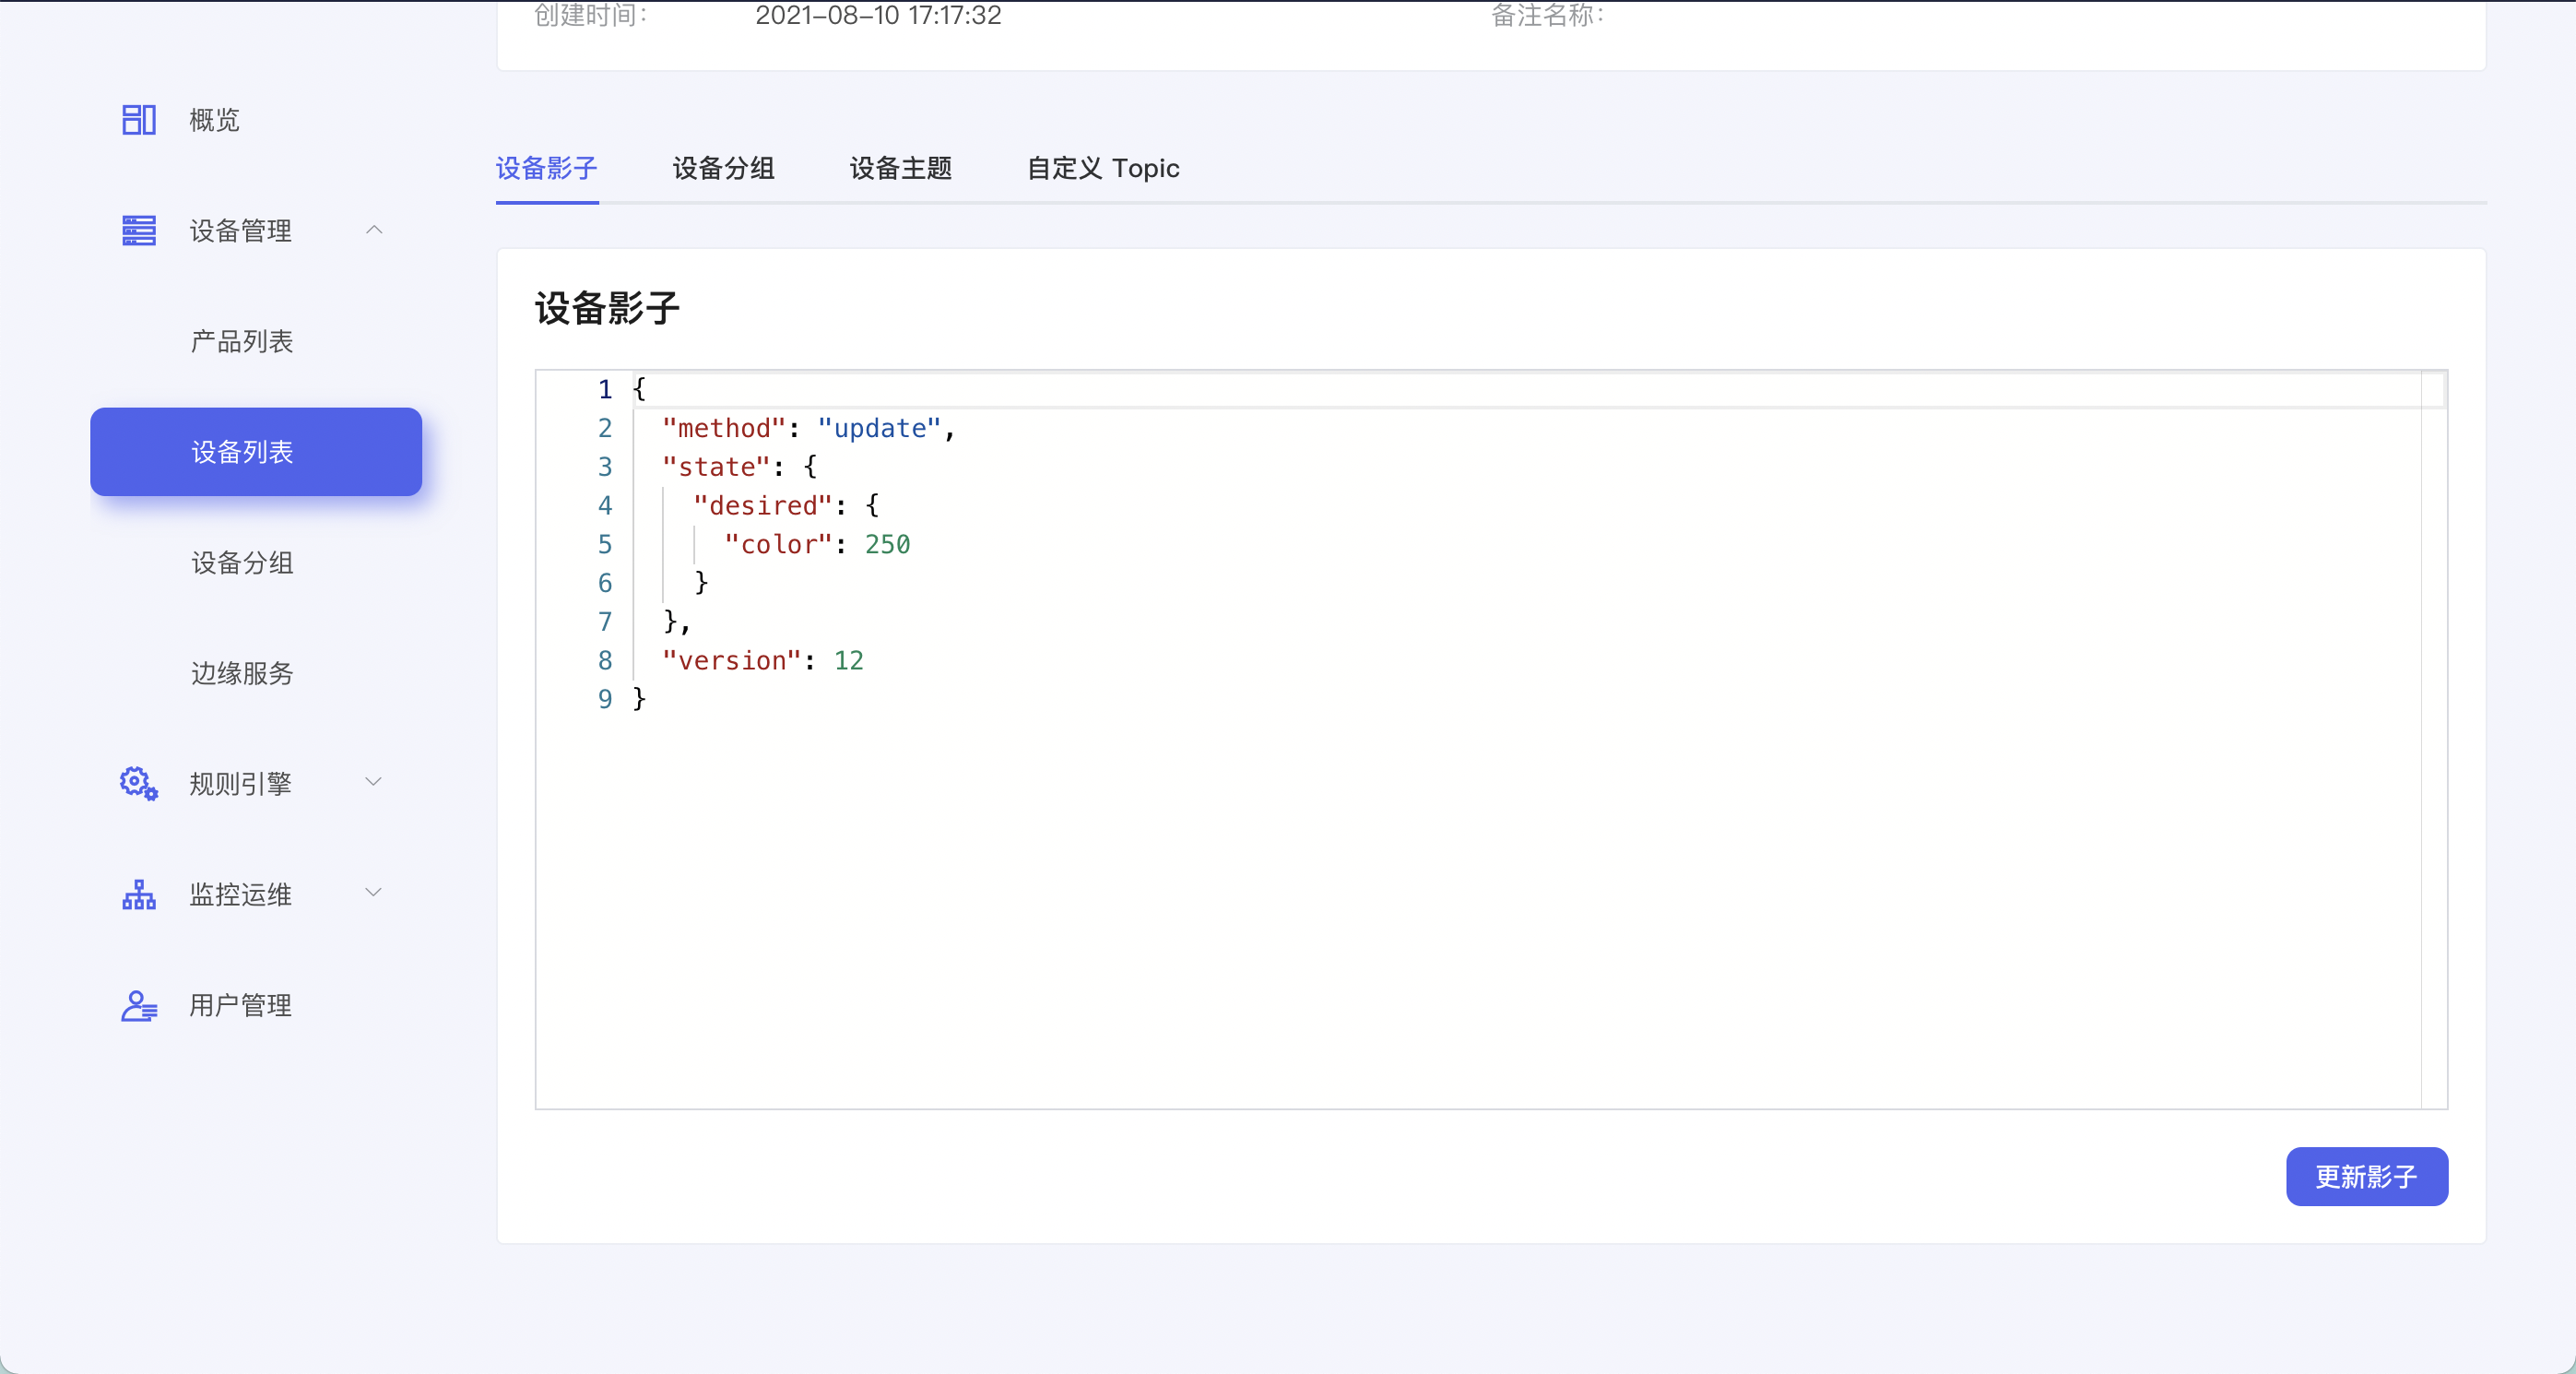 创建时间： 2021-08-10 17:17:32 备注名称：
概览
设备管理
产品列表
设备列表
设备分组
边缘服务
规则引擎
监控运维
用户管理
设备影子 设备分组 设备主题 自定义 Topic
设备影子
1 {
2   "method": "update",
3   "state": {
4     "desired": {
5       "color": 250
6     }
7   },
8   "version": 12
9 }
更新影子